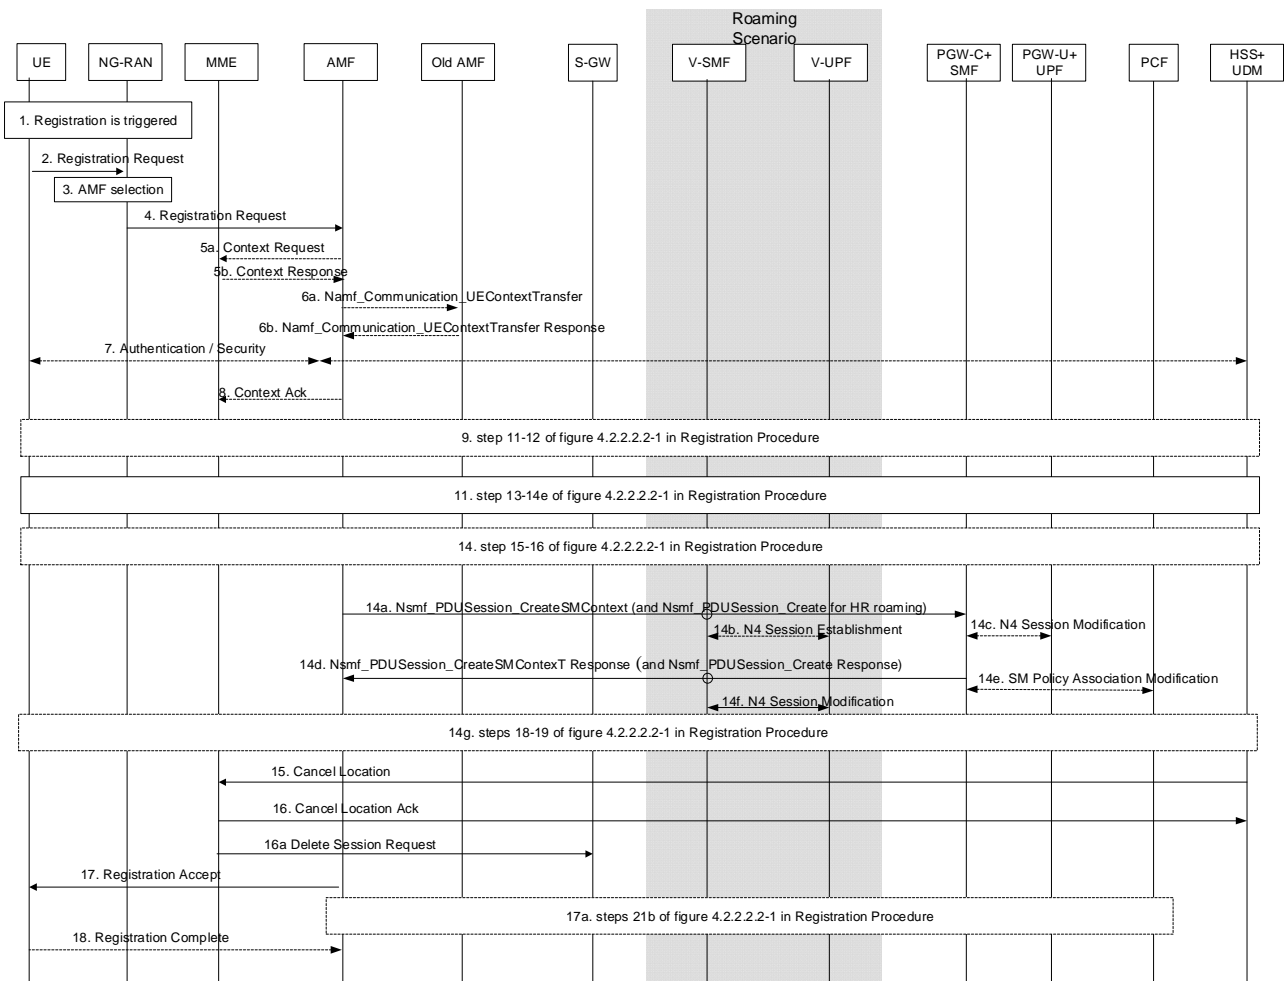 Roaming
Scenario
UE
NG-RAN
MME
AMF
Old AMF
S-GW
V-SMF
V-UPF
PGW-C+
SMF
PGW-U+
UPF
PCF
HSS+
UDM
1. Registration is triggered
2. Registration Request
3. AMF selection
4. Registration Request
5a. Context Request
5b. Context Response
6a. Namf_Communication_UEContextTransfer
6b. Namf_Communication_UEContextTransfer Response
7. Authentication / Security
8. Context Ack
9. step 11-12 of figure 4.2.2.2.2-1 in Registration Procedure
11. step 13-14e of figure 4.2.2.2.2-1 in Registration Procedure
14. step 15-16 of figure 4.2.2.2.2-1 in Registration Procedure
14a. Nsmf_PDUSession_CreateSMContext (and Nsmf_PDUSession_Create for HR roaming)
14b. N4 Session Establishment
14c. N4 Session Modification
14d. Nsmf_PDUSession_CreateSMContexT Response (and Nsmf_PDUSession_Create Response)
14e. SM Policy Association Modification
14f. N4 Session Modification
14g. steps 18-19 of figure 4.2.2.2.2-1 in Registration Procedure
15. Cancel Location
16. Cancel Location Ack
16a Delete Session Request
17. Registration Accept
17a. steps 21b of figure 4.2.2.2.2-1 in Registration Procedure
18. Registration Complete